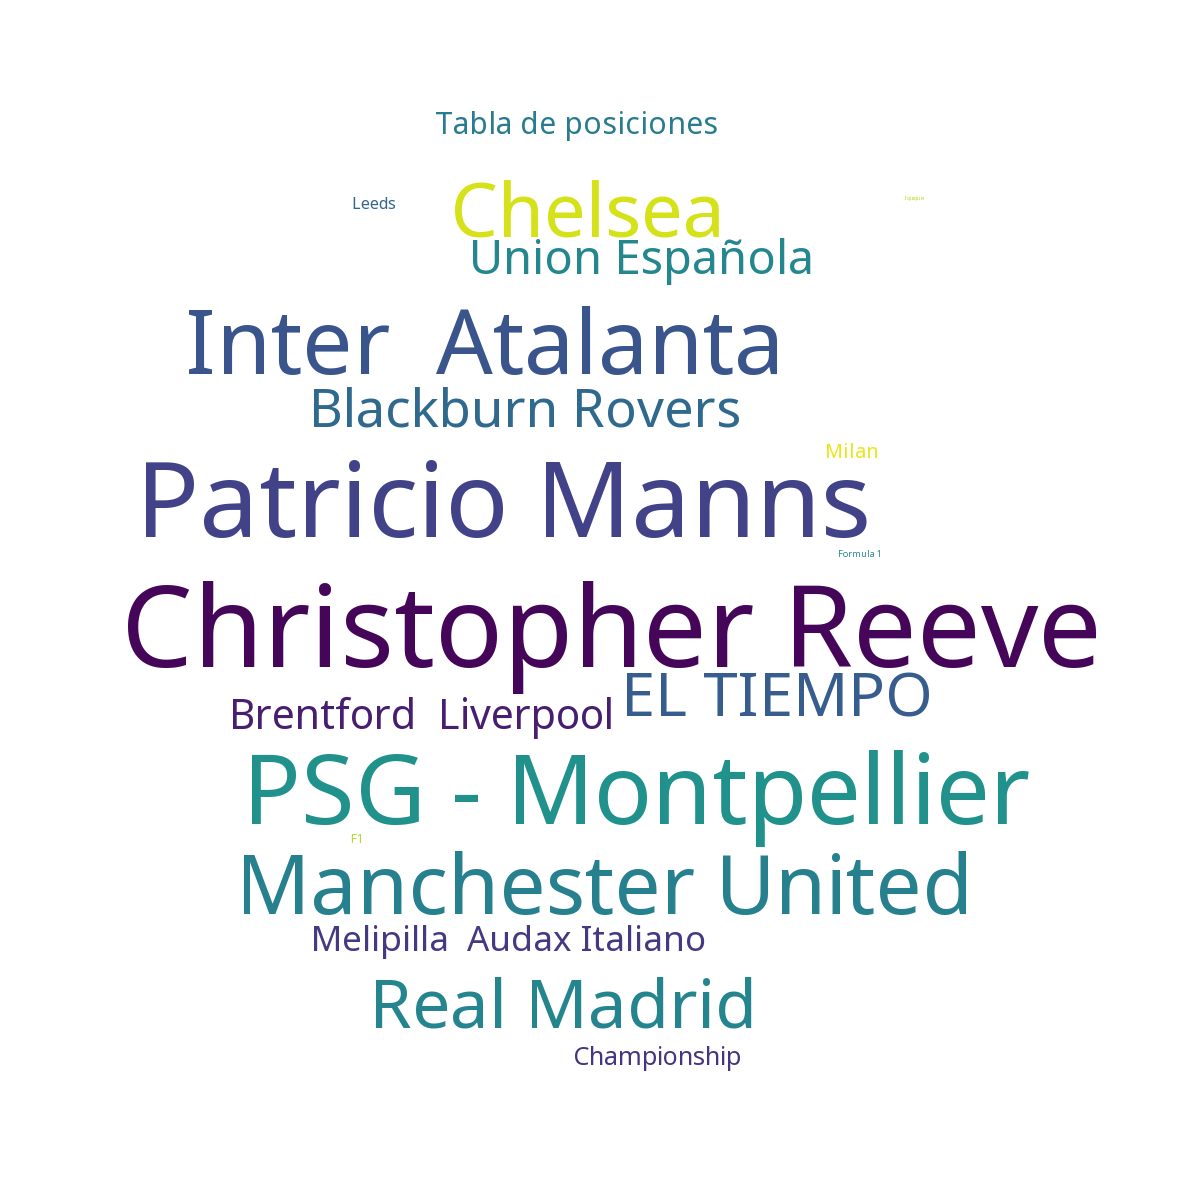 Tabla de posiciones
Chelsea
Leeds
Union Española
Inter  Atalanta
Blackburn Rovers
Milan
Patricio Manns
Formula 1
Christopher Reeve
EL TIEMPO
Brentford  Liverpool
PSG - Montpellier
F1
Manchester United
Melipilla  Audax Italiano
Real Madrid
Championship